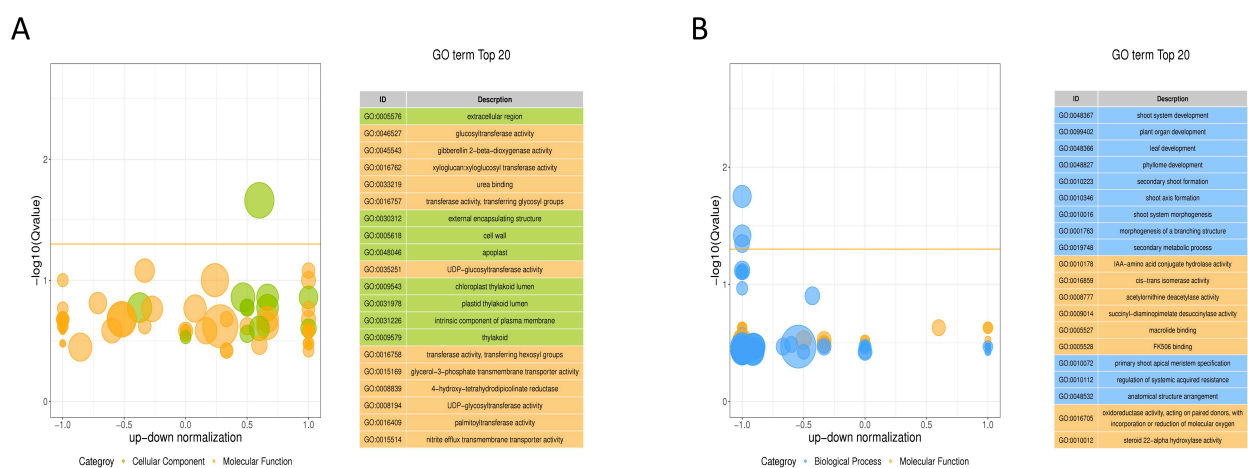 A
GO term Top 20
−log10(Qvalue)
2
1
0
−1.0 −0.5 0.0 0.5 1.0
up−down normalization
Categroy Cellular Component Molecular Function
ID Descrption
GO:0005576 extracellular region
GO:0046527 glucosyltransferase activity
GO:0045543 gibberellin 2−beta−dioxygenase activity
GO:0016762 xyloglucan:xyloglucosyl transferase activity
GO:0033219 urea binding
GO:0016757 transferase activity, transferring glycosyl groups
GO:0030312 external encapsulating structure
GO:0005618 cell wall
GO:0048046 apoplast
GO:0035251 UDP−glucosyltransferase activity
GO:0009543 chloroplast thylakoid lumen
GO:0031978 plastid thylakoid lumen
GO:0031226 intrinsic component of plasma membrane
GO:0009579 thylakoid
GO:0016758 transferase activity, transferring hexosyl groups
GO:0015169 glycerol−3−phosphate transmembrane transporter activity
GO:0008839 4−hydroxy−tetrahydrodipicolinate reductase
GO:0008194 UDP−glycosyltransferase activity
GO:0016409 palmitoyltransferase activity
GO:0015514 nitrite efflux transmembrane transporter activity
B
GO term Top 20
−log10(Qvalue)
2
1
0
−1.0 −0.5 0.0 0.5 1.0
up−down normalization
Categroy Biological Process Molecular Function
ID Descrption
GO:0048367 shoot system development
GO:0099402 plant organ development
GO:0048366 leaf development
GO:0048827 phyllome development
GO:0010223 secondary shoot formation
GO:0010346 shoot axis formation
GO:0010016 shoot system morphogenesis
GO:0001763 morphogenesis of a branching structure
GO:0019748 secondary metabolic process
GO:0010178 IAA−amino acid conjugate hydrolase activity
GO:0016859 cis−trans isomerase activity
GO:0008777 acetylornithine deacetylase activity
GO:0009014 succinyl−diaminopimelate desuccinylase activity
GO:0005527 macrolide binding
GO:0005528 FK506 binding
GO:0010072 primary shoot apical meristem specification
GO:0010112 regulation of systemic acquired resistance
GO:0048532 anatomical structure arrangement
GO:0016705 oxidoreductase activity, acting on paired donors, with
incorporation or reduction of molecular oxygen
GO:0010012 steroid 22−alpha hydroxylase activity